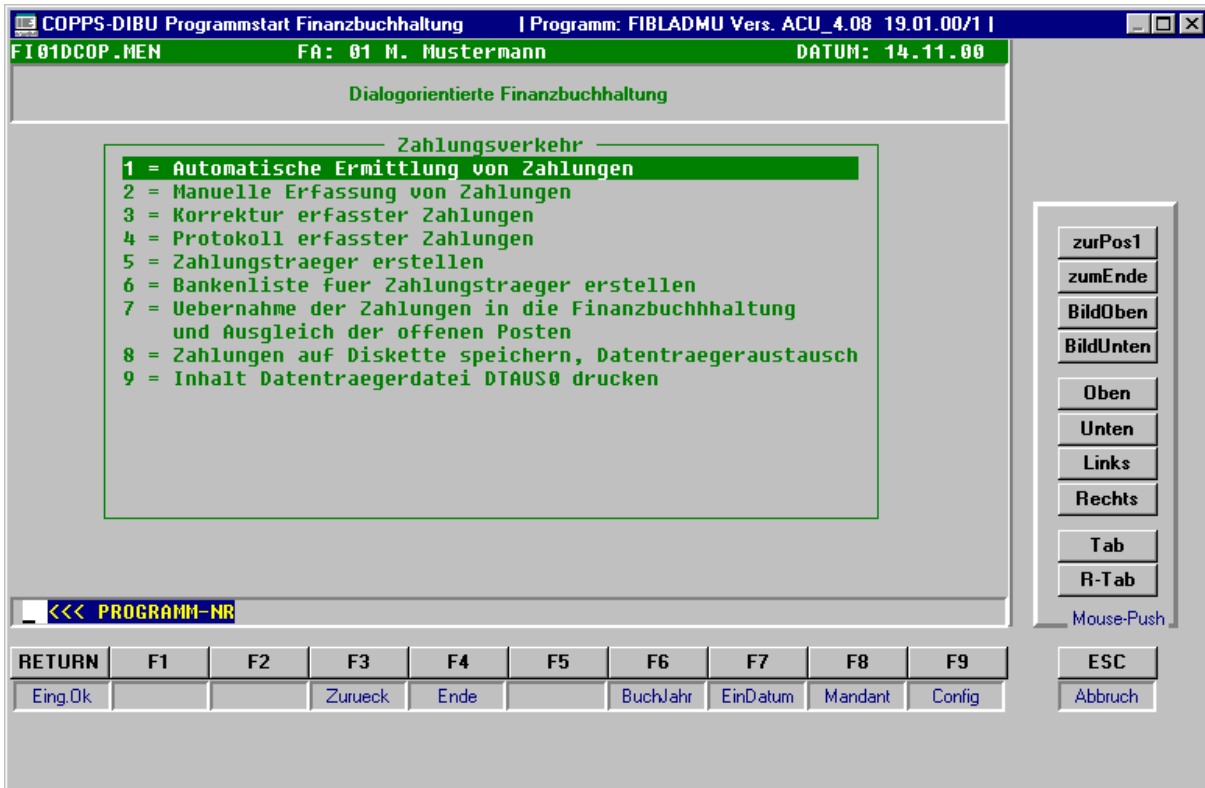 COPPS-DIBU Programmstart Finanzbuchhaltung | Programm: FIBLADMU Vers. ACU_4.08 19.01.00/1 |
FI01DCOP.MEN FA: 01 M. Mustermann DATUM: 14.11.00
Dialogorientierte Finanzbuchhaltung
Zahlungsverkehr
1 = Automatische Ermittlung von Zahlungen
2 = Manuelle Erfassung von Zahlungen
3 = Korrektur erfasster Zahlungen
4 = Protokoll erfasster Zahlungen
5 = Zahlungstraeger erstellen
6 = Bankenliste fuer Zahlungstraeger erstellen
7 = Uebernahme der Zahlungen in die Finanzbuchhhaltung
und Ausgleich der offenen Posten
8 = Zahlungen auf Diskette speichern, Datentraegeraustausch
9 = Inhalt Datentraegerdatei DTAUS0 drucken
zurPos1
zumEnde
BildOben
BildUnten
Oben
Unten
Links
Rechts
Tab
R-Tab
Mouse-Push
_ <<< PROGRAMM-NR
RETURN F1 F2 F3 F4 F5 F6 F7 F8 F9 ESC
Eing.Ok Zurueck Ende BuchJahr EinDatum Mandant Config Abbruch